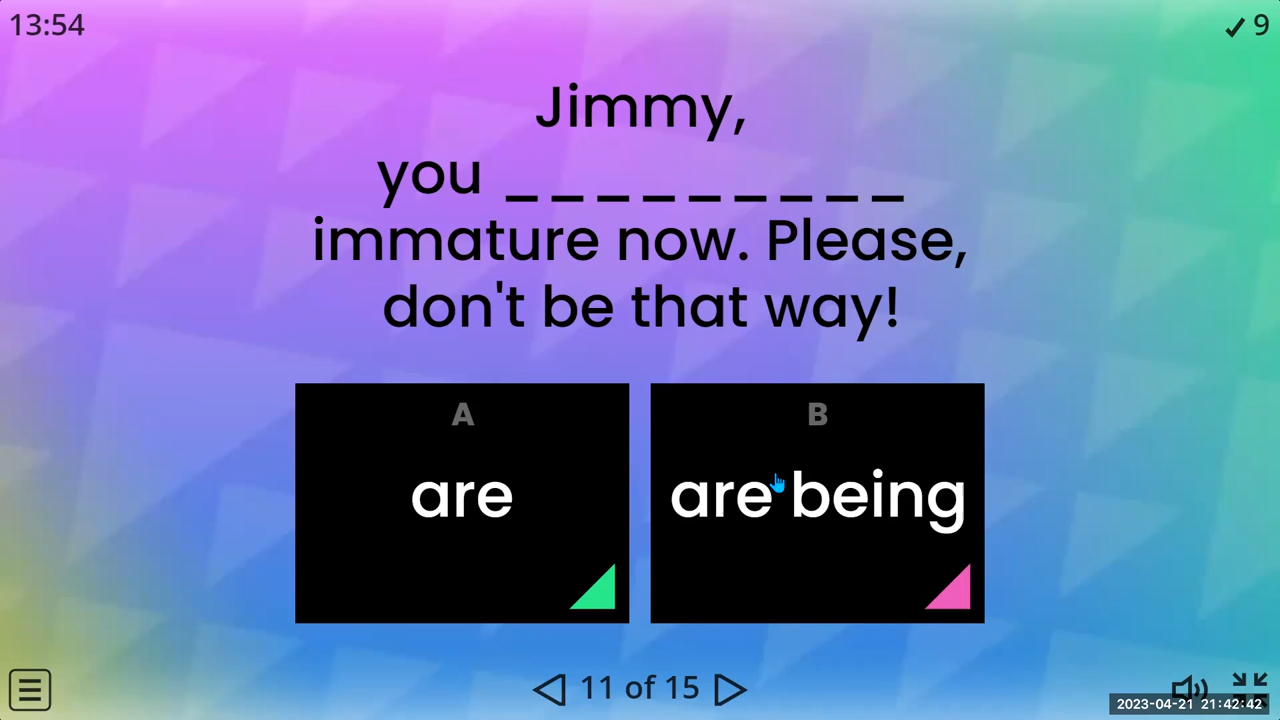 13:54
✓ 9
Jimmy,
you _ _ _ _ _ _ _ _ _
immature now. Please,
don't be that way!
A
are
B
are being
11 of 15
2023-04-21 21:42:42